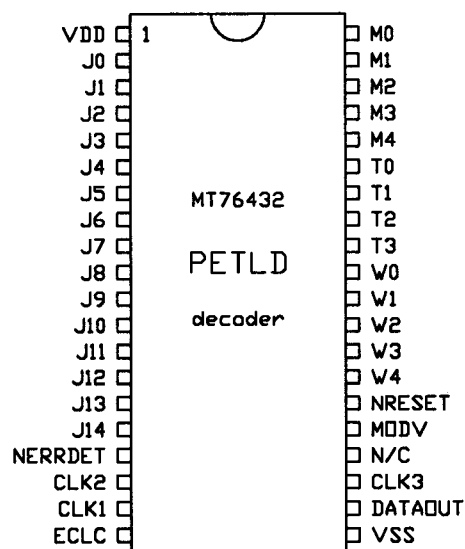 VDD 1 M0
J0 M1
J1 M2
J2 M3
J3 M4
J4 T0
J5 T1
J6 T2
J7 T3
J8 W0
J9 W1
J10 W2
J11 W3
J12 W4
J13 NRESET
J14 MODV
NERRDET N/C
CLK2 CLK3
CLK1 DATAOUT
ECLC VSS
MT76432
PETLD
decoder